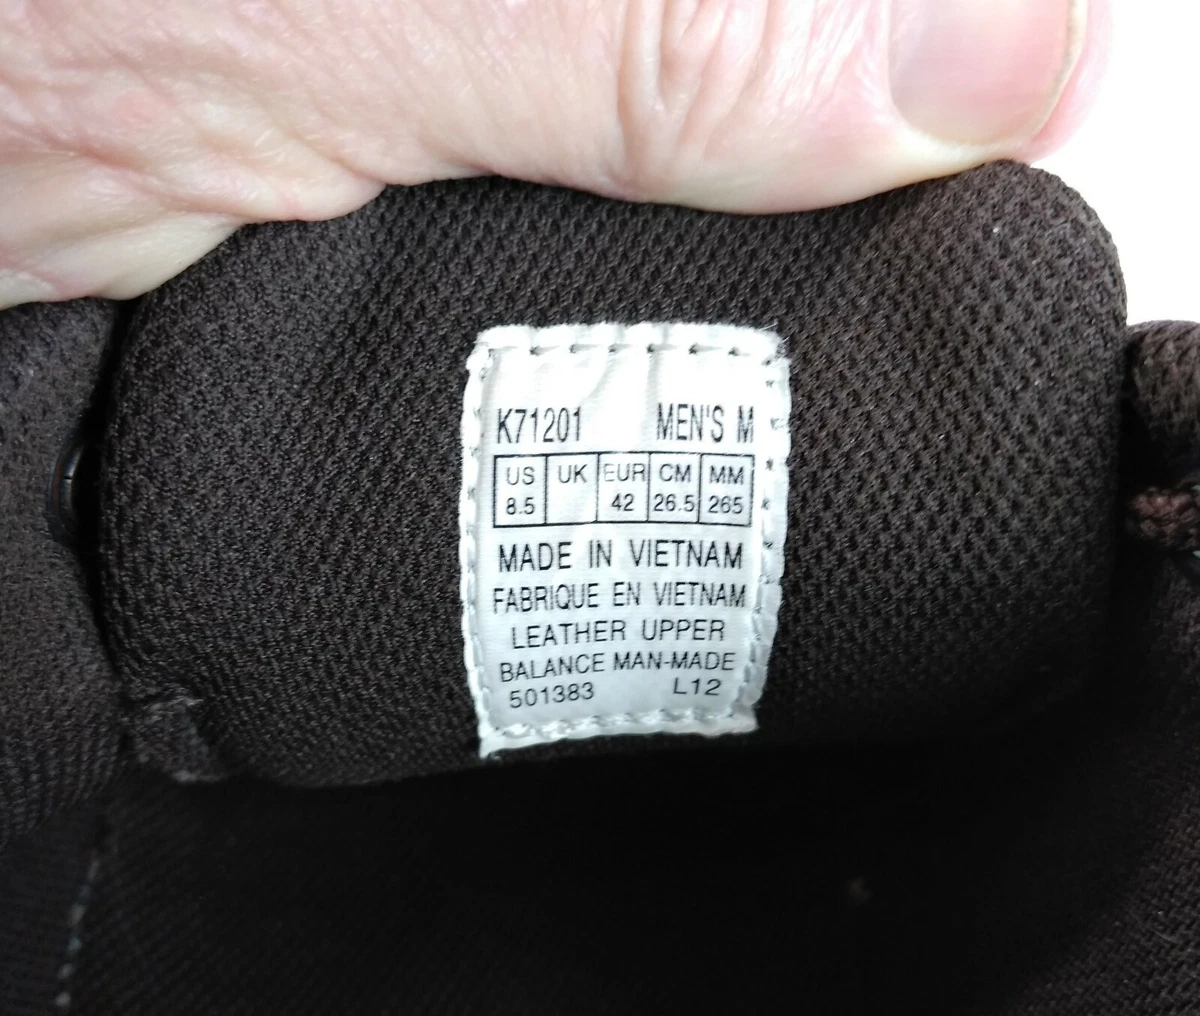 K71201 MEN'S M
US UK EUR CM MM
8.5 42 26.5 265
MADE IN VIETNAM
FABRIQUE EN VIETNAM
LEATHER UPPER
BALANCE MAN-MADE
501383 L12